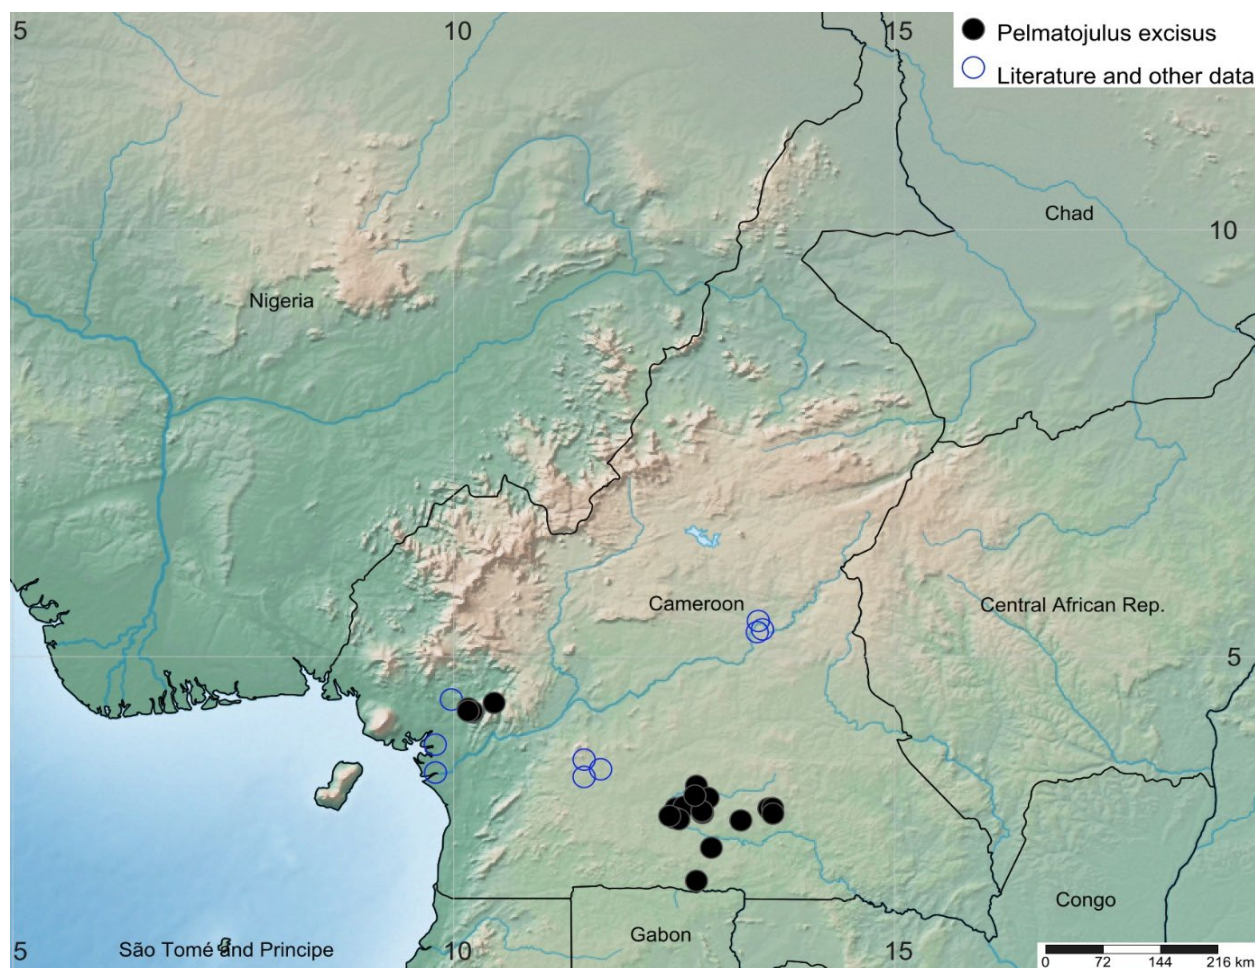 5
10
15
Pelmatojulus excisus
Literature and other data
Chad
10
Nigeria
Cameroon
Central African Rep.
5
Congo
5
São Tomé and Principe
10
Gabon
15
0 72 144 216 km